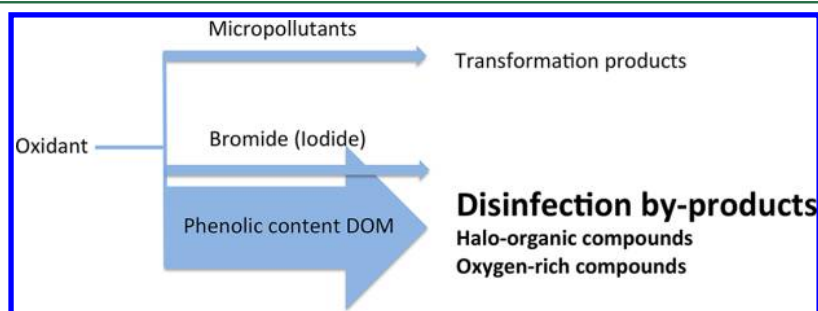 Micropollutants
Transformation products
Oxidant
Bromide (Iodide)
Phenolic content DOM
Disinfection by-products
Halo-organic compounds
Oxygen-rich compounds